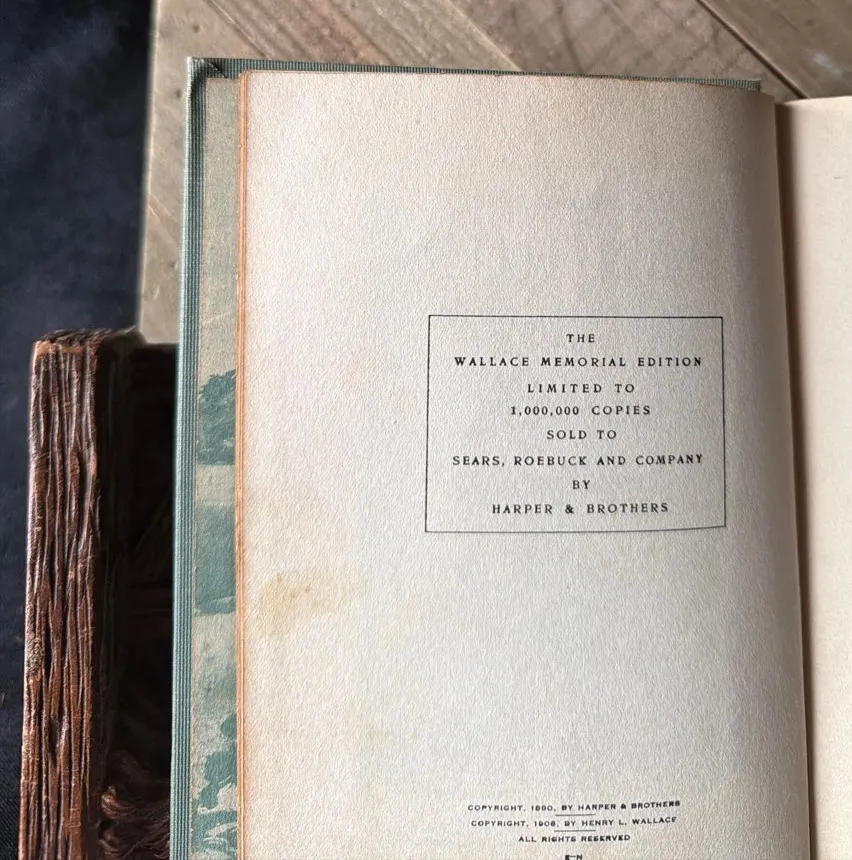 THE
WALLACE MEMORIAL EDITION
LIMITED TO
1,000,000 COPIES
SOLD TO
SEARS, ROEBUCK AND COMPANY
BY
HARPER & BROTHERS
COPYRIGHT, 1880, BY HARPER & BROTHERS
COPYRIGHT, 1908, BY HENRY L. WALLACE
ALL RIGHTS RESERVED